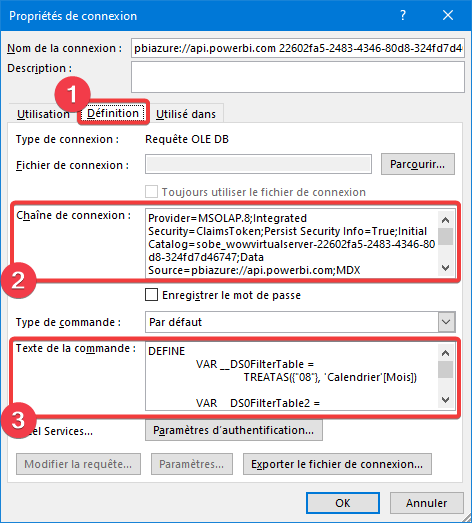 Propriétés de connexion
Nom de la connexion : pbiazure://api.powerbi.com 22602fa5-2483-4346-80d8-324fd7d46
Description :
1
Utilisation Définition Utilisé dans
Type de connexion : Requête OLE DB
Fichier de connexion : Parcourir...
Toujours utiliser le fichier de connexion
Chaîne de connexion : Provider=MSOLAP.8;Integrated
Security=ClaimsToken;Persist Security Info=True;Initial
Catalog=sobe_wowvirtualserver-22602fa5-2483-4346-80
d8-324fd7d46747;Data
Source=pbiazure://api.powerbi.com;MDX
2
Enregistrer le mot de passe
Type de commande : Par défaut
Texte de la commande : DEFINE
VAR __DS0FilterTable =
TREATAS({"08"}, 'Calendrier'[Mois])
VAR __DS0FilterTable2 =
3
el Services... Paramètres d'authentification...
Modifier la requête... Paramètres... Exporter le fichier de connexion...
OK Annuler